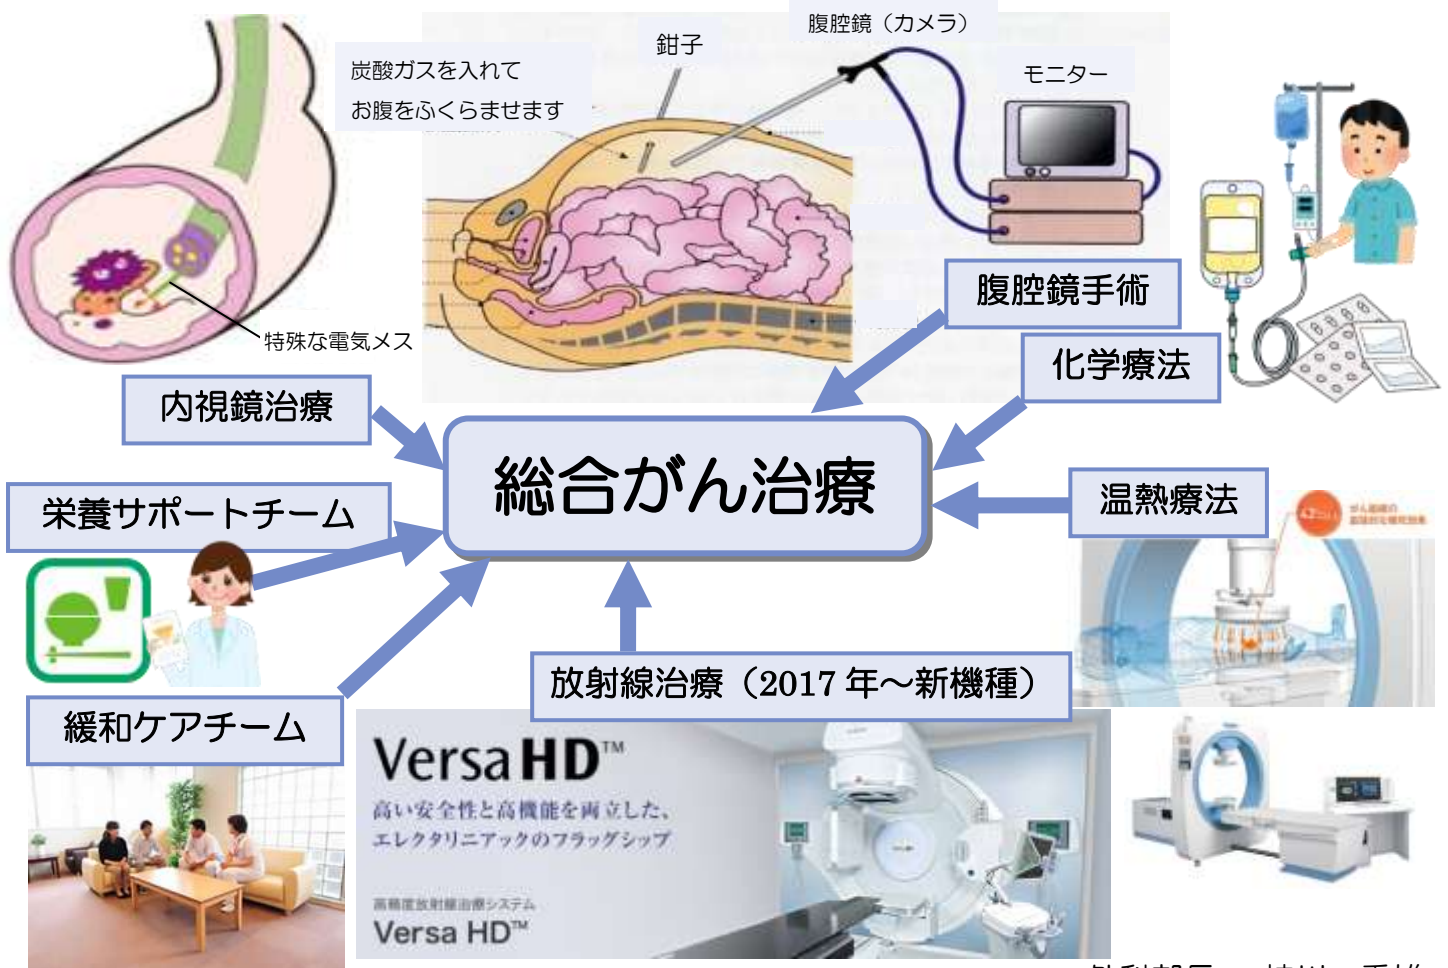 腹腔鏡（カメラ）
鉗子
炭酸ガスを入れて
お腹をふくらませます
モニター
特殊な電気メス
腹腔鏡手術
化学療法
内視鏡治療
総合がん治療
温熱療法
栄養サポートチーム
放射線治療（2017 年～新機種）
緩和ケアチーム
Versa HD™
高い安全性と高機能を両立した、
エレクタリニアックのフラッグシップ
高精度放射線治療システム
Versa HD™